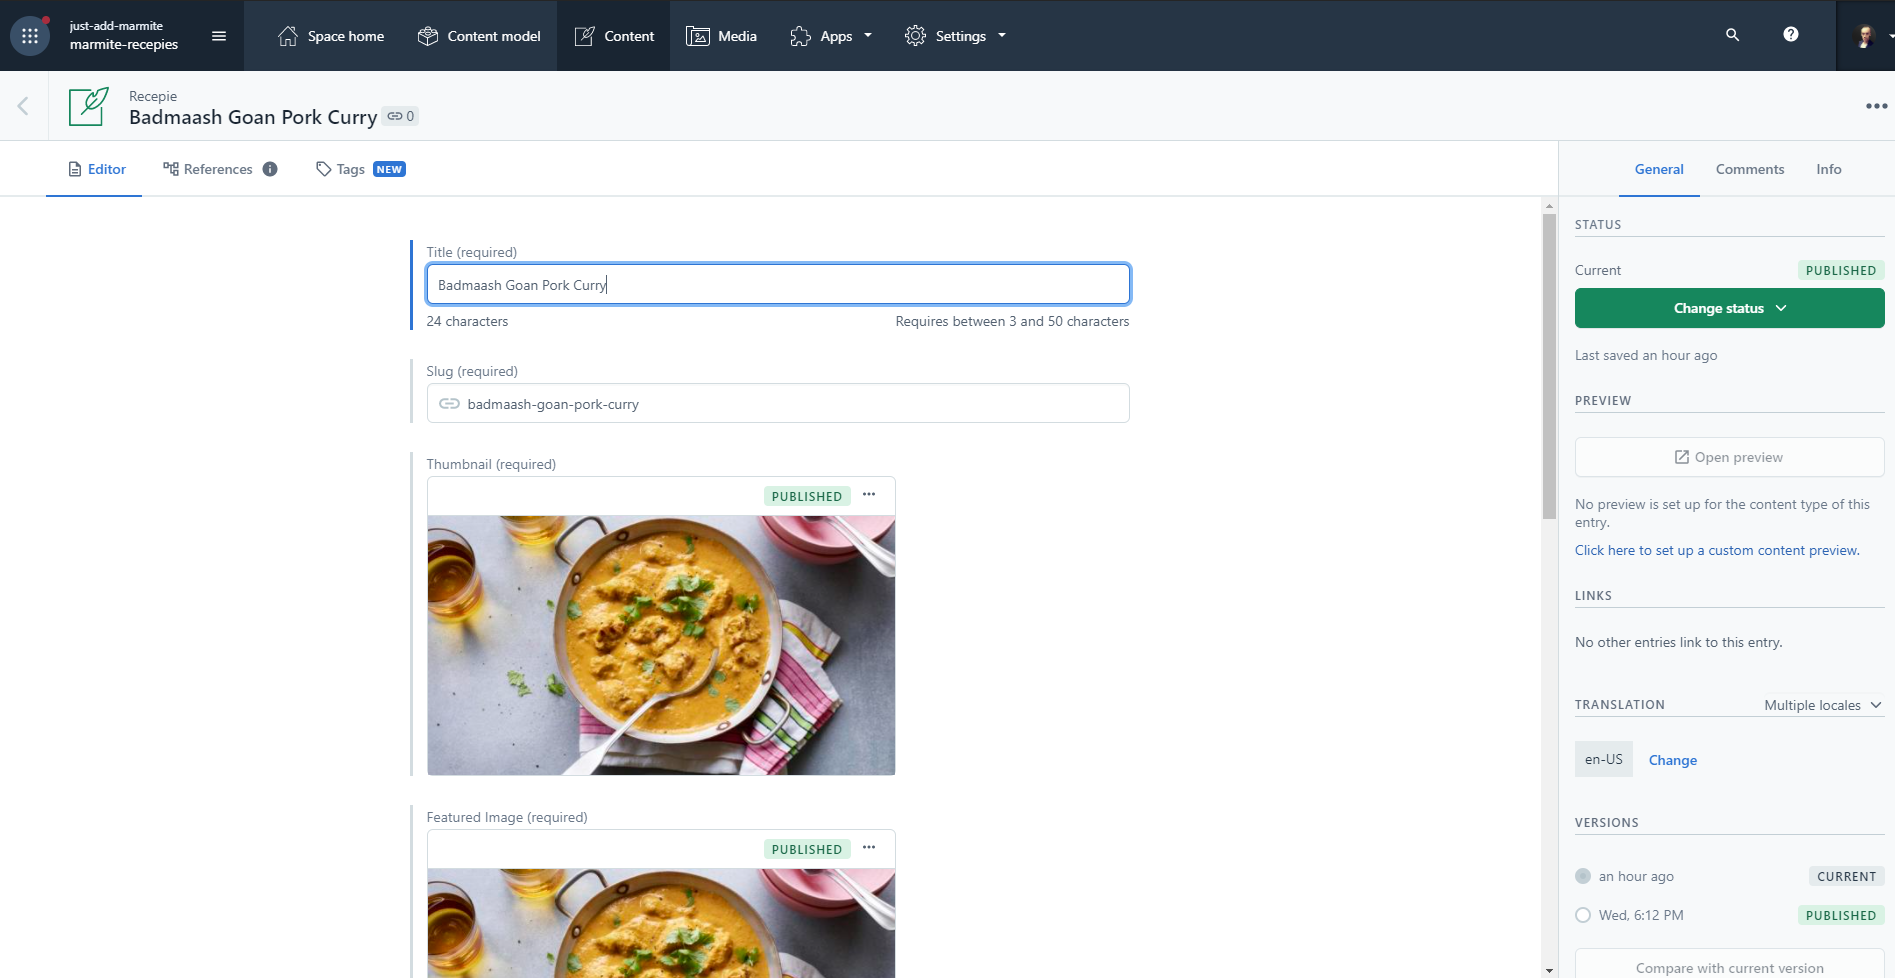 just-add-marmite
marmite-recepies
Space home
Content model
Content
Media
Apps
Settings
Recepie
Badmaash Goan Pork Curry
0
Editor
References
Tags NEW
General
Comments
Info
Title (required)
Badmaash Goan Pork Curry
24 characters
Requires between 3 and 50 characters
Slug (required)
badmaash-goan-pork-curry
Thumbnail (required)
PUBLISHED
Featured Image (required)
PUBLISHED
STATUS
Current
PUBLISHED
Change status
Last saved an hour ago
PREVIEW
Open preview
No preview is set up for the content type of this
entry.
Click here to set up a custom content preview.
LINKS
No other entries link to this entry.
TRANSLATION
Multiple locales
en-US
Change
VERSIONS
an hour ago
CURRENT
Wed, 6:12 PM
PUBLISHED
Compare with current version